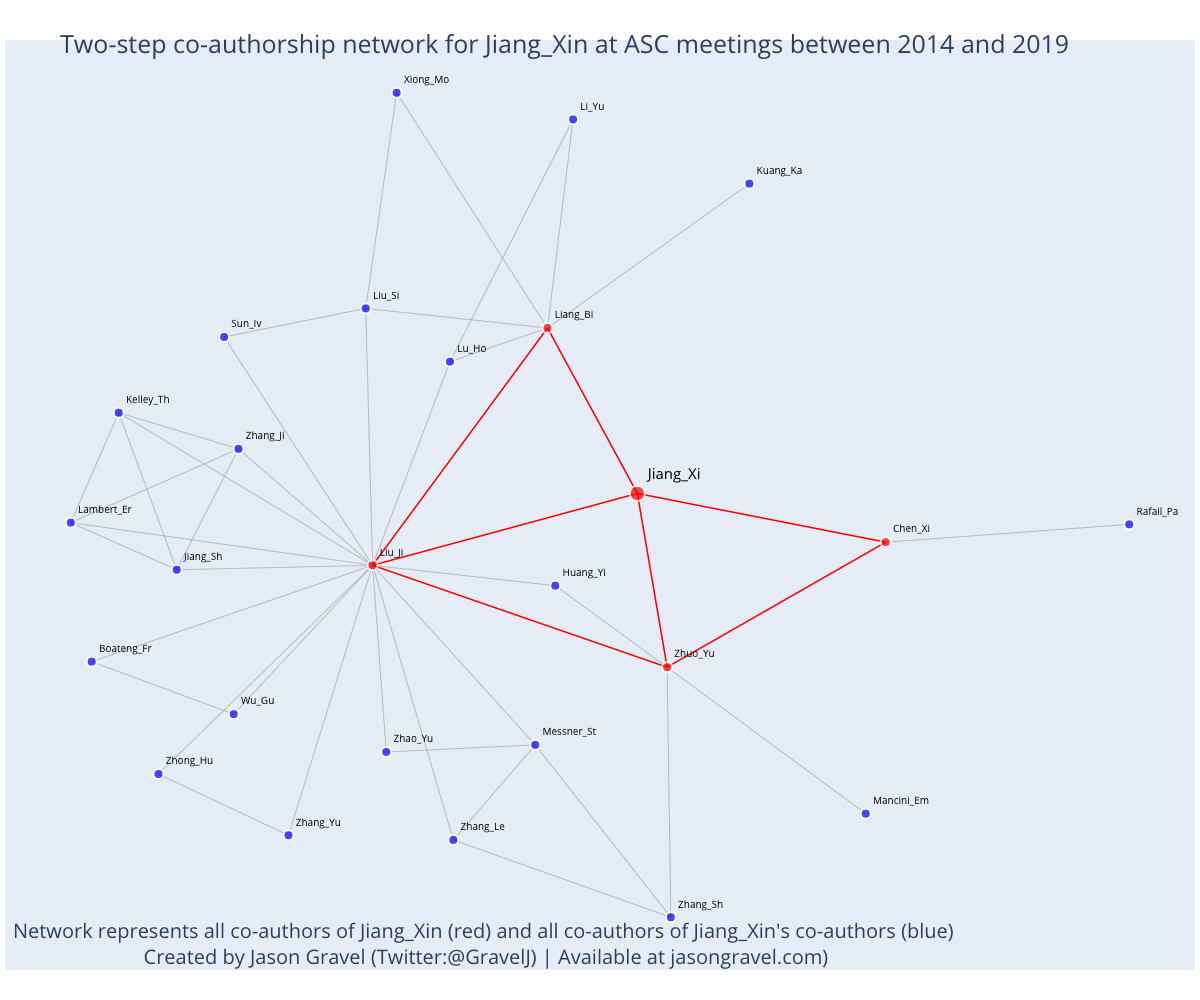 Two-step co-authorship network for Jiang_Xin at ASC meetings between 2014 and 2019
Xiong_Mo
Li_Yu
Kuang_Ka
Liu_Si
Liang_Bi
Sun_Iv
Lu_Ho
Kelley_Th
Zhang_Ji
Jiang_Xi
Lambert_Er
Rafail_Pa
Chen_Xi
Jiang_Sh
Liu_Ji
Huang_Yi
Boateng_Fr
Zhuo_Yu
Wu_Gu
Zhao_Yu
Messner_St
Zhong_Hu
Mancini_Em
Zhang_Yu
Zhang_Le
Zhang_Sh
Network represents all co-authors of Jiang_Xin (red) and all co-authors of Jiang_Xin's co-authors (blue)
Created by Jason Gravel (Twitter:@GravelJ) | Available at jasongravel.com)